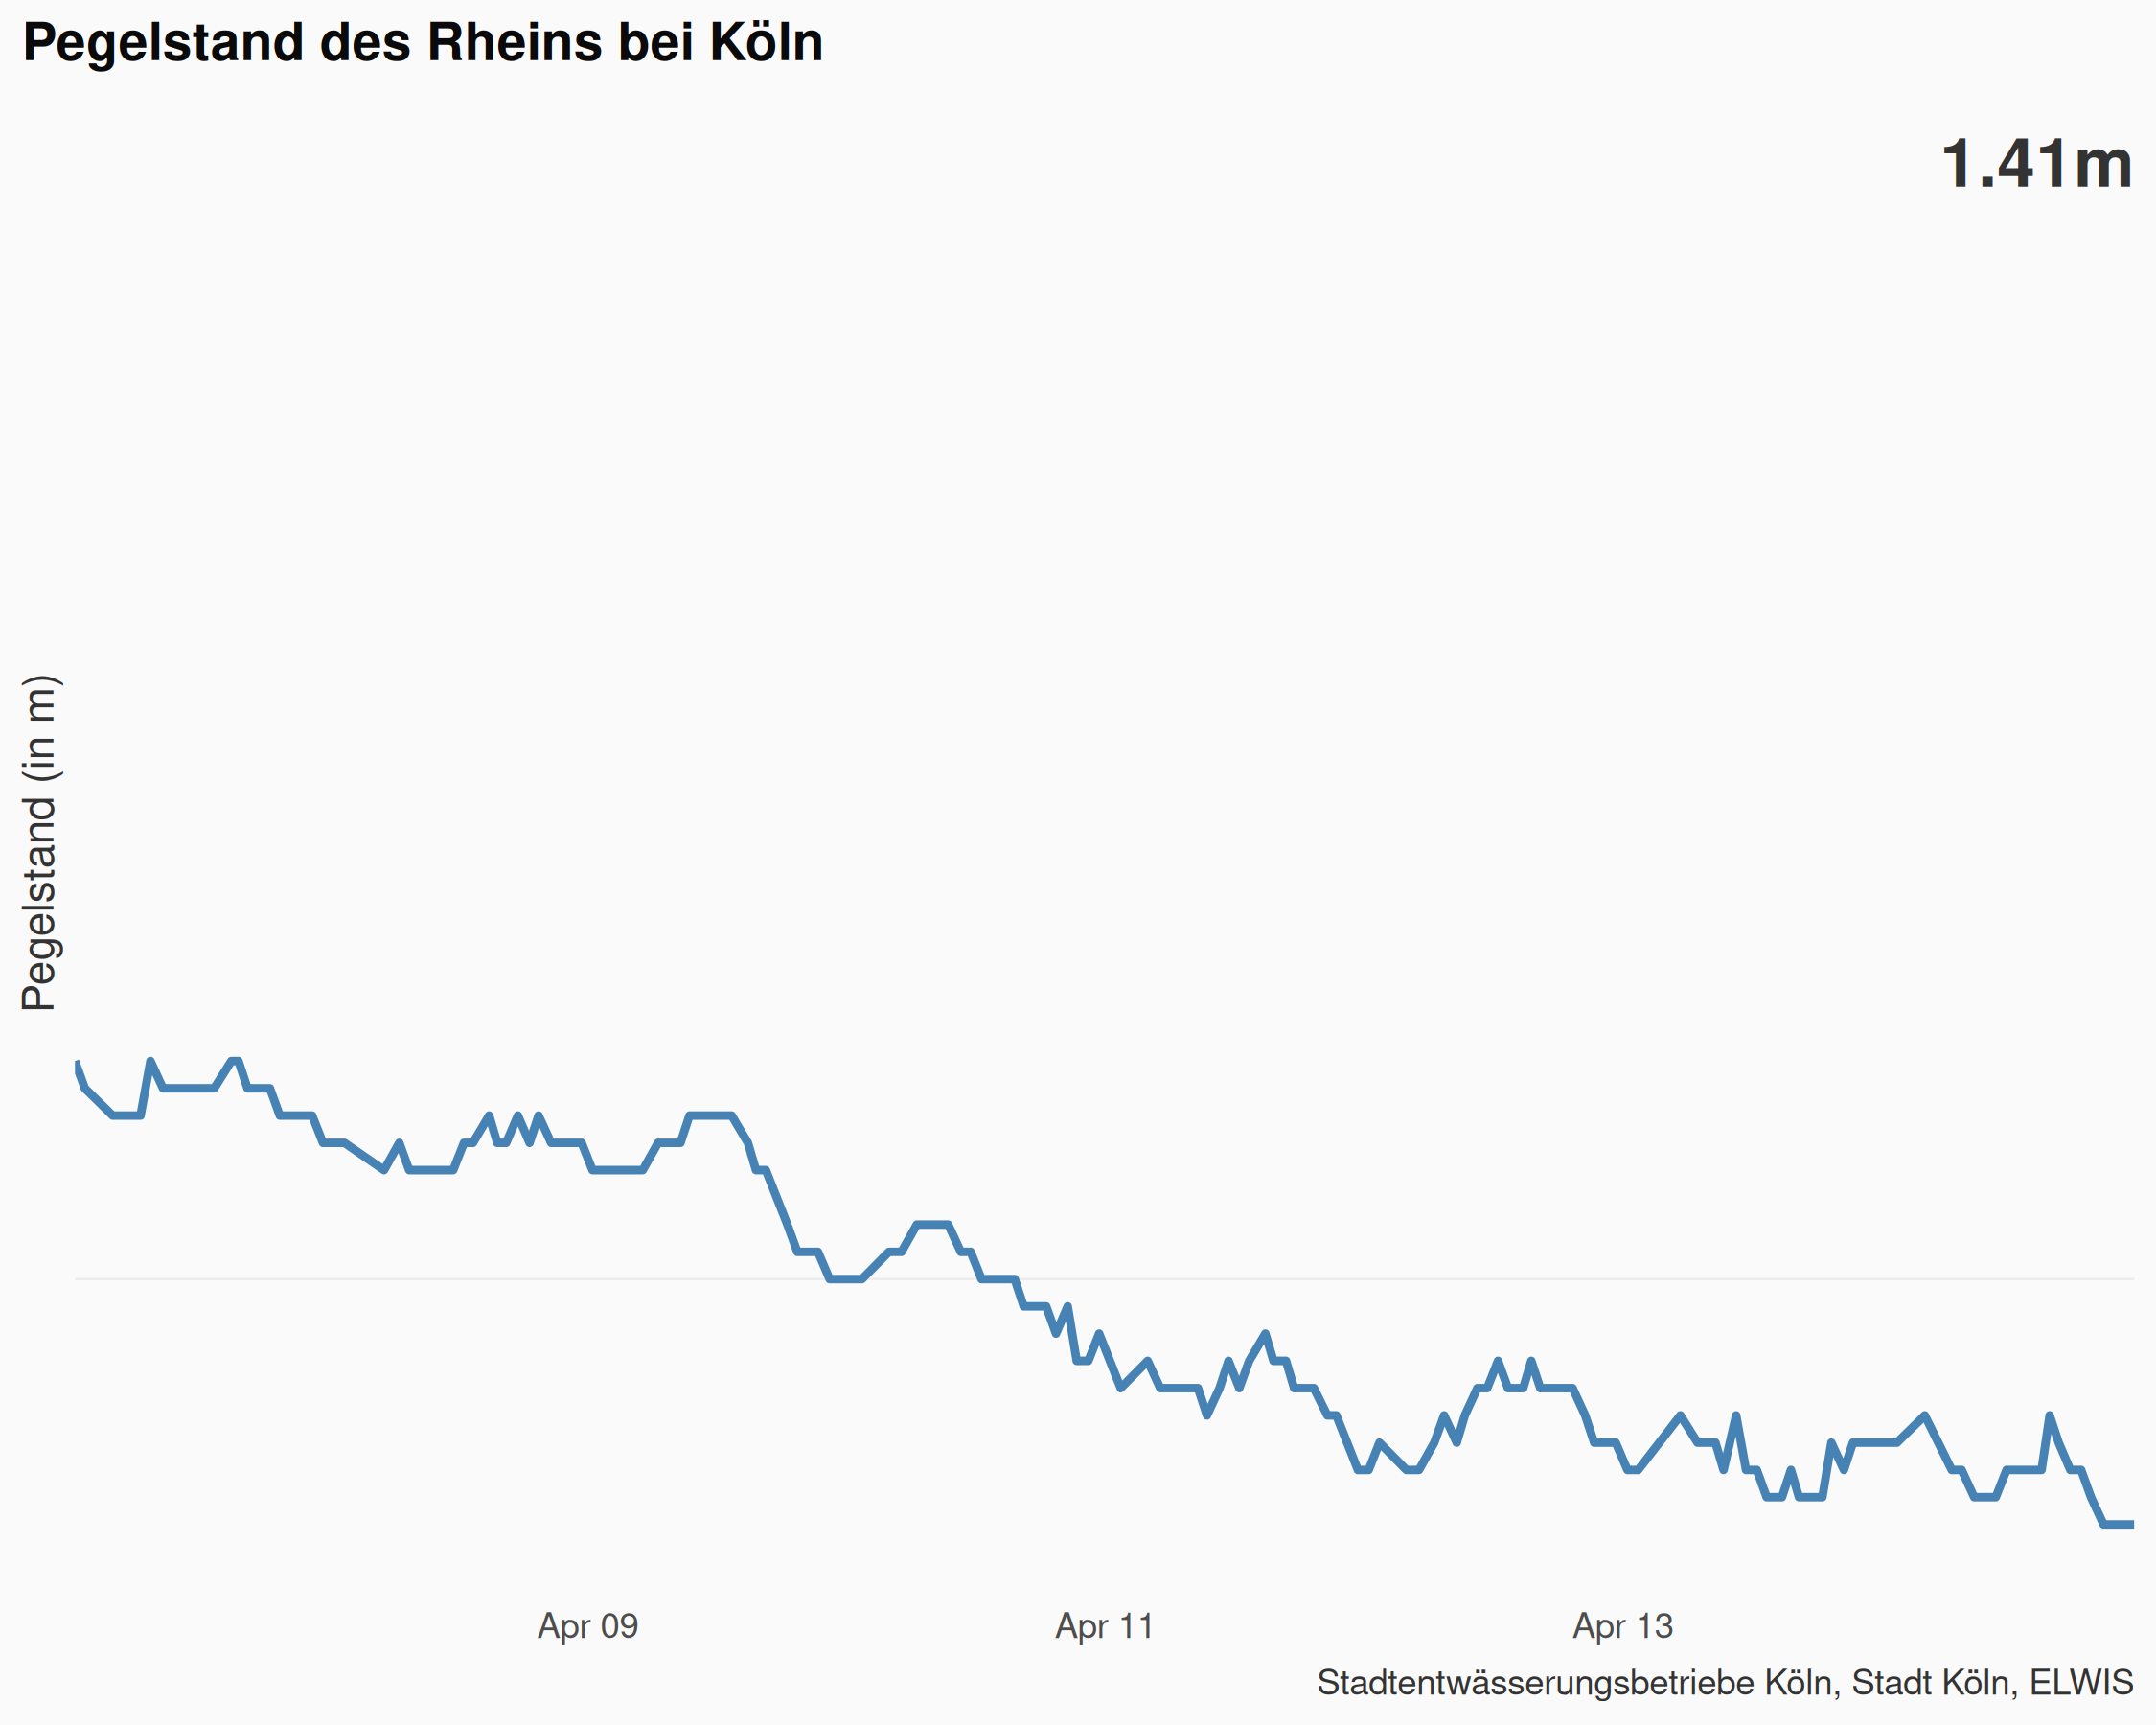 Pegelstand des Rheins bei Köln
1.41m
Pegelstand (in m)
Apr 09
Apr 11
Apr 13
Stadtentwässerungsbetriebe Köln, Stadt Köln, ELWIS